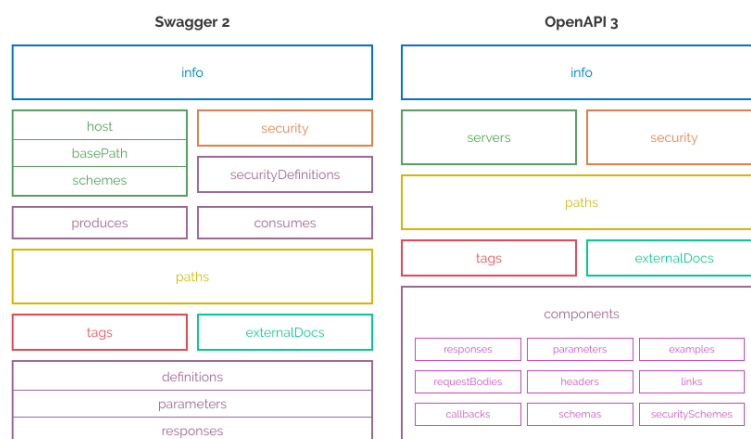 Swagger 2
info
host
basePath
schemes
security
securityDefinitions
produces
consumes
paths
tags
externalDocs
definitions
parameters
responses
OpenAPI 3
info
servers
security
paths
tags
externalDocs
components
responses
parameters
examples
requestBodies
headers
links
callbacks
schemas
securitySchemes